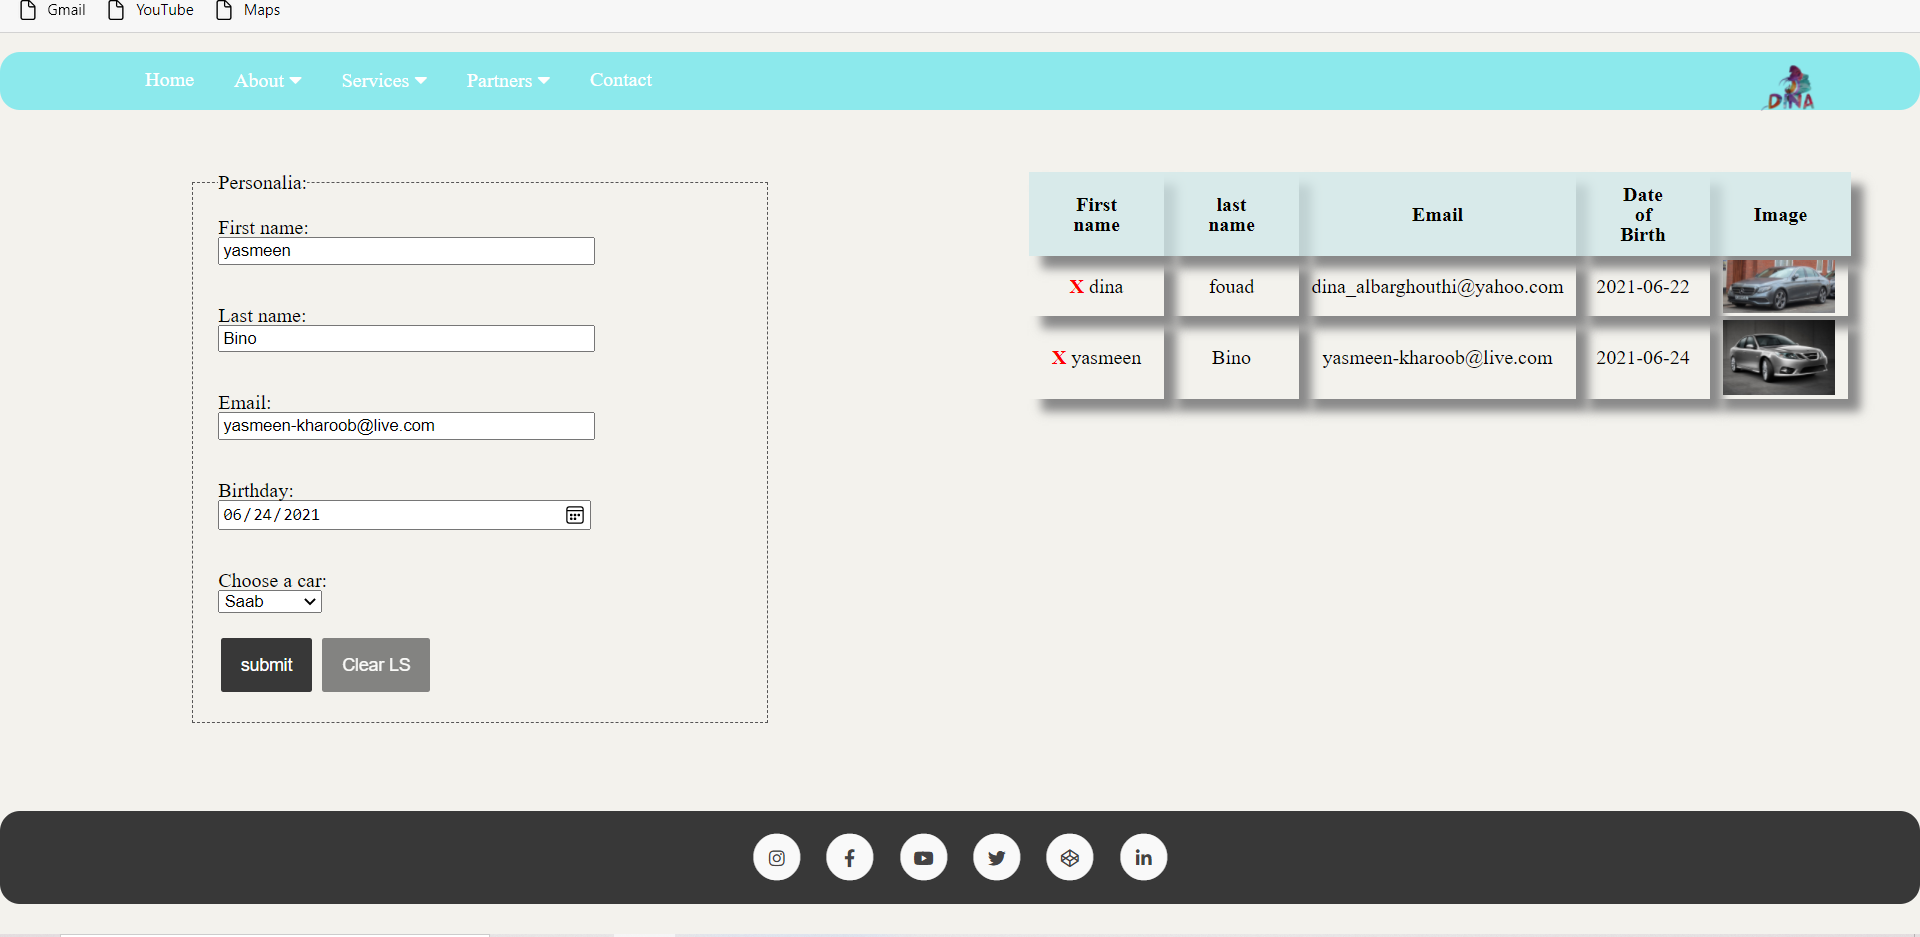 Gmail YouTube Maps
Home About Services Partners Contact
DINA
Personalia:
First name:
yasmeen
Last name:
Bino
Email:
yasmeen-kharoob@live.com
Birthday:
06/24/2021
Choose a car:
Saab
submit Clear LS
First name last name Email Date of Birth Image
X dina fouad dina_albarghouthi@yahoo.com 2021-06-22
X yasmeen Bino yasmeen-kharoob@live.com 2021-06-24